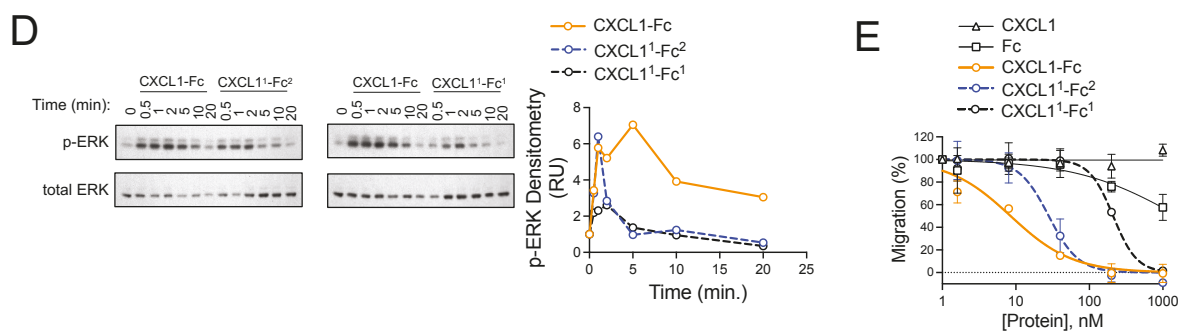 D
CXCL1-Fc CXCL1¹-Fc² CXCL1-Fc CXCL1¹-Fc¹
Time (min): 0 0.5 1 2 5 10 20 0.5 1 2 5 10 20 0 0.5 1 2 5 10 20 0.5 1 2 5 10 20
p-ERK
total ERK
CXCL1-Fc
CXCL1¹-Fc²
CXCL1¹-Fc¹
p-ERK Densitometry
(RU)
8
6
4
2
0
0 5 10 15 20 25
Time (min.)
E
CXCL1
Fc
CXCL1-Fc
CXCL1¹-Fc²
CXCL1¹-Fc¹
Migration (%)
120
100
80
60
40
20
0
1 10 100 1000
[Protein], nM